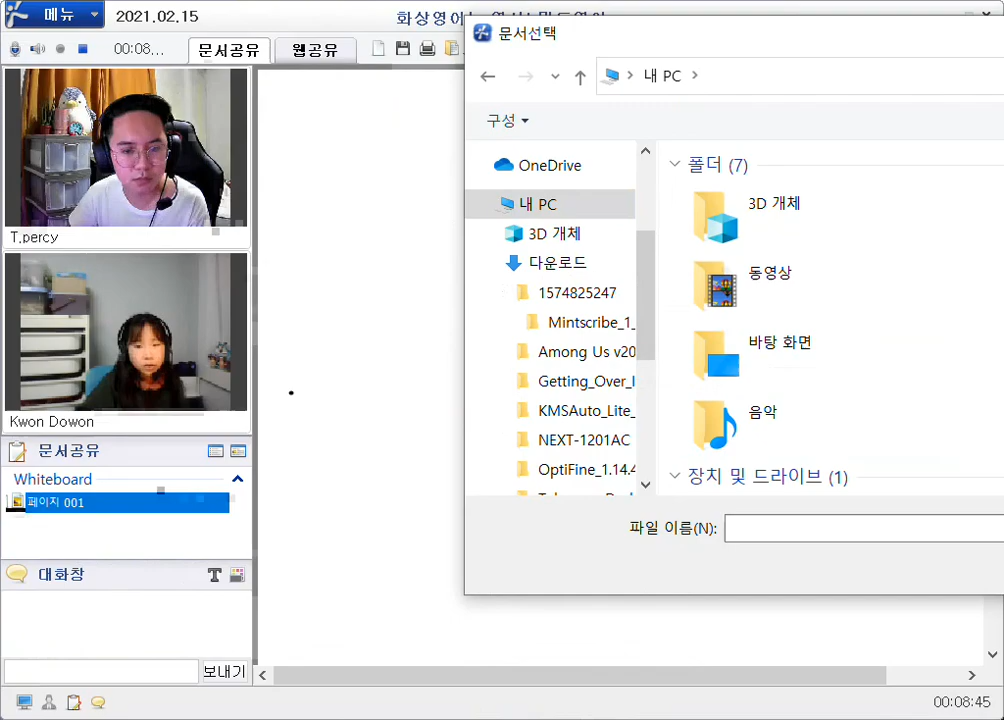 메뉴
2021.02.15
00:08...
문서공유
웹공유
문서선택
내 PC
구성
OneDrive
내 PC
3D 개체
다운로드
1574825247
Mintscribe_1_
Among Us v20
Getting_Over_I
KMSAuto_Lite_
NEXT-1201AC
OptiFine_1.14.4
폴더 (7)
3D 개체
동영상
바탕 화면
음악
장치 및 드라이브 (1)
파일 이름(N):
T.percy
Kwon Dowon
문서공유
Whiteboard
페이지 001
대화창
보내기
00:08:45